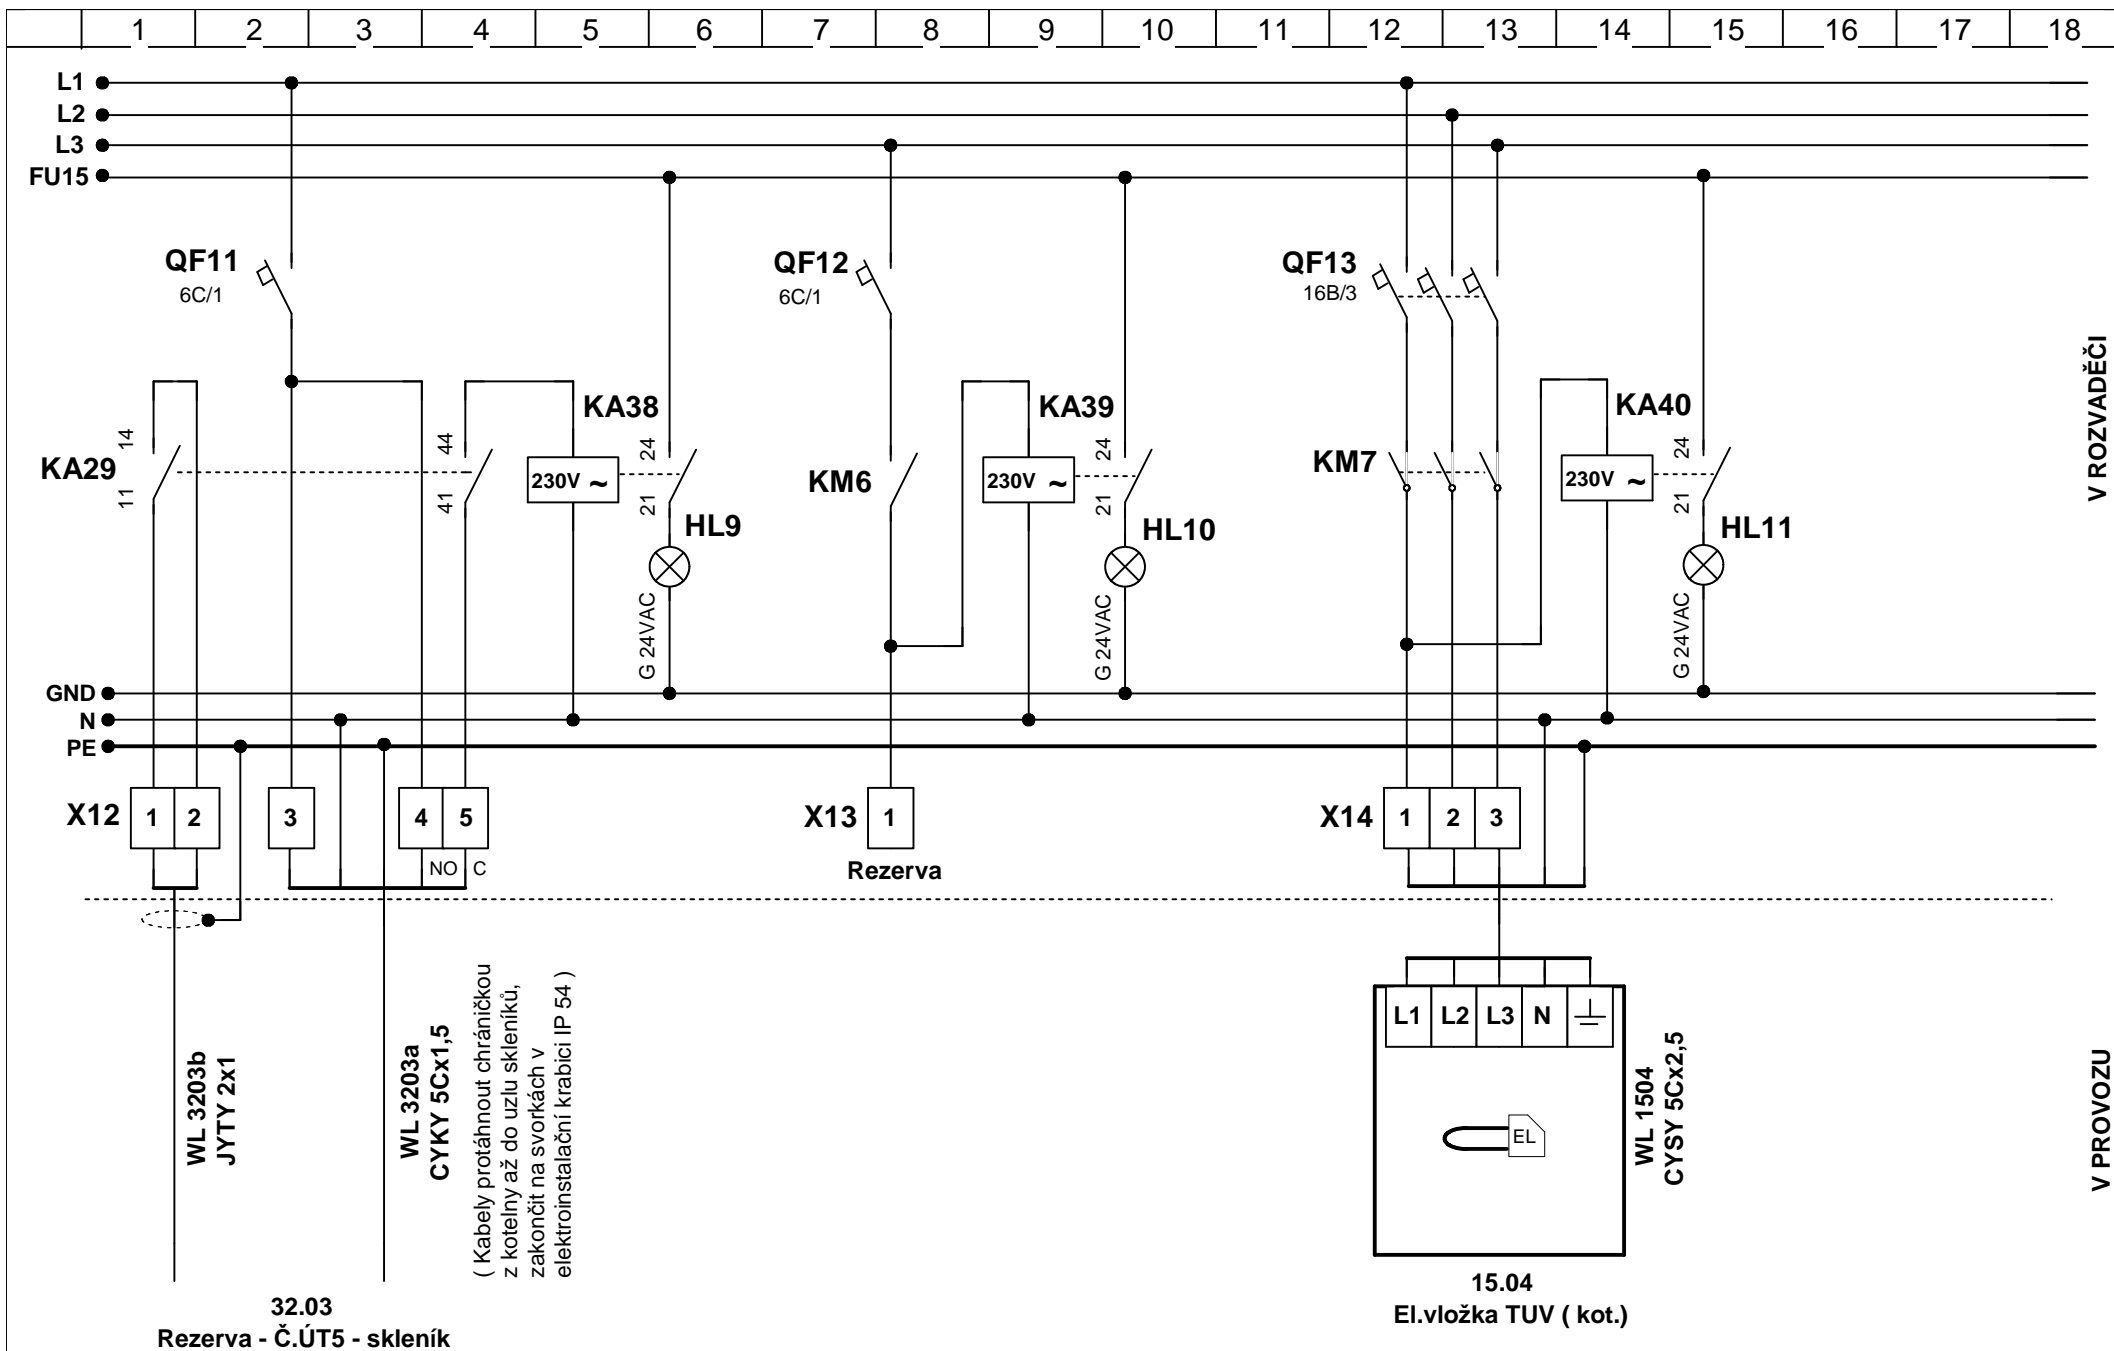 1 2 3 4 5 6 7 8 9 10 11 12 13 14 15 16 17 18
L1
L2
L3
FU15
QF11
6C/1
QF12
6C/1
QF13
16B/3
V ROZVADĚČI
KA29
14
11
44
41
KA38
230V ~
24
21
HL9
G 24VAC
KM6
KA39
230V ~
24
21
HL10
G 24VAC
KM7
KA40
230V ~
24
21
HL11
G 24VAC
GND
N
PE
X12 1 2 3 4 5
NO C
X13 1
Rezerva
X14 1 2 3
WL 3203b
JYTY 2x1
WL 3203a
CYKY 5Cx1,5
( Kabely protáhnout chráničkou
z kotelny až do uzlu skleníků,
zakončit na svorkách v
elektroinstalační krabici IP 54 )
L1 L2 L3 N
EL
WL 1504
CYSY 5Cx2,5
V PROVOZU
32.03
Rezerva - Č.ÚT5 - skleník
15.04
El.vložka TUV ( kot.)